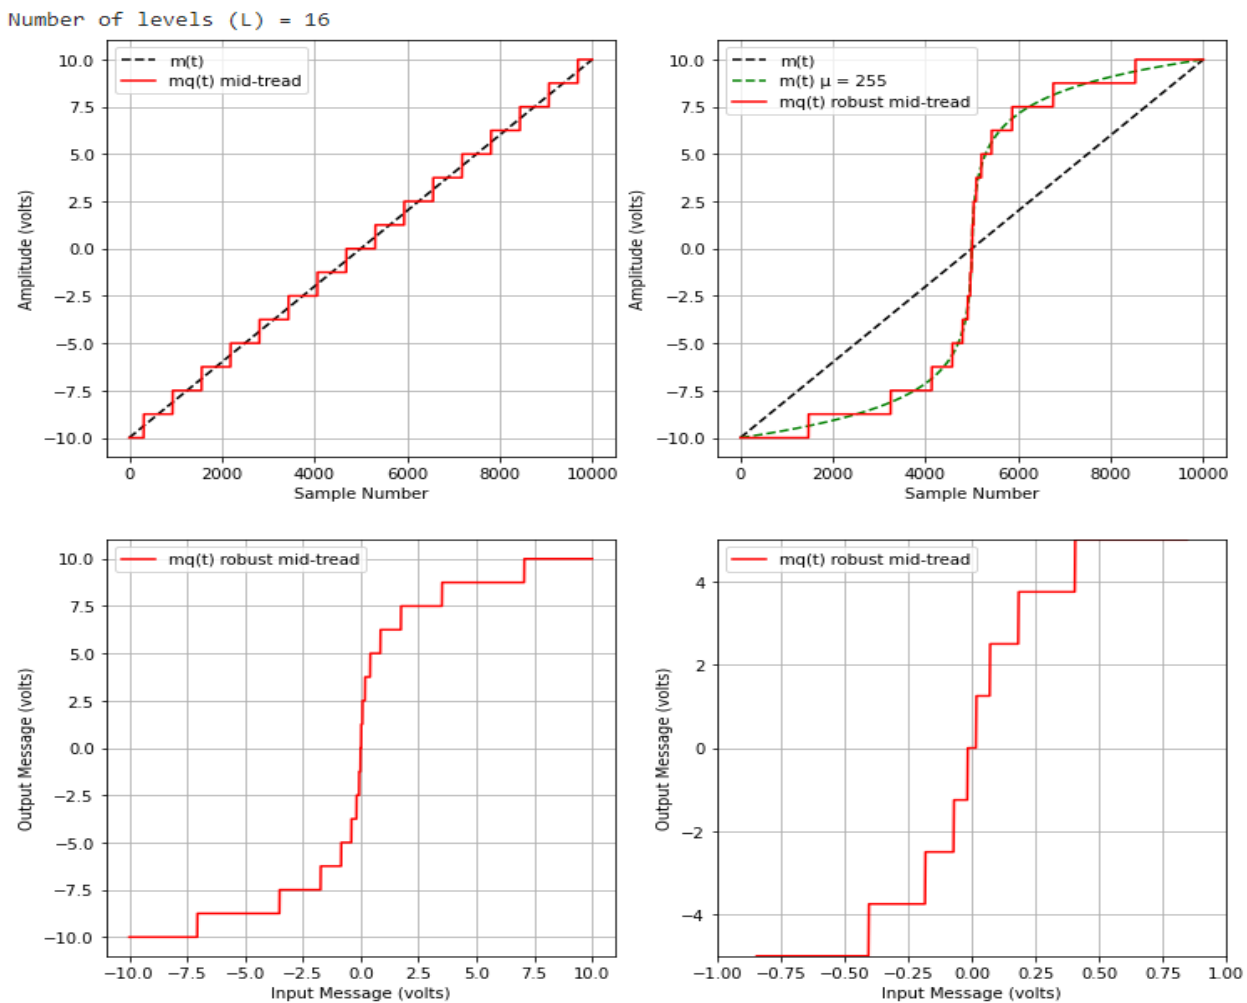 Number of levels (L) = 16
m(t)
mq(t) mid-tread
10.0
7.5
5.0
2.5
0.0
−2.5
−5.0
−7.5
−10.0
Amplitude (volts)
0 2000 4000 6000 8000 10000
Sample Number
m(t)
m(t) μ = 255
mq(t) robust mid-tread
10.0
7.5
5.0
2.5
0.0
−2.5
−5.0
−7.5
−10.0
Amplitude (volts)
0 2000 4000 6000 8000 10000
Sample Number
mq(t) robust mid-tread
10.0
7.5
5.0
2.5
0.0
−2.5
−5.0
−7.5
−10.0
Output Message (volts)
−10.0 −7.5 −5.0 −2.5 0.0 2.5 5.0 7.5 10.0
Input Message (volts)
mq(t) robust mid-tread
4
2
0
−2
−4
Output Message (volts)
−1.00 −0.75 −0.50 −0.25 0.00 0.25 0.50 0.75 1.00
Input Message (volts)